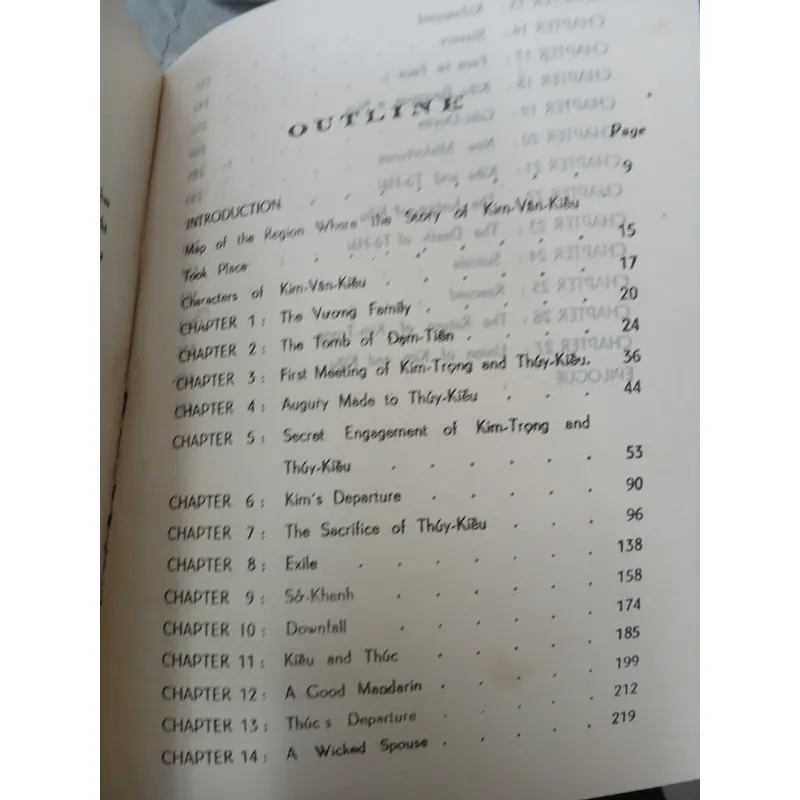 OUTLINE
Page
INTRODUCTION . . . . . . . 9
Map of the Region Where the Story of Kim-Vân-Kiều
Took Place . . . . . . . . 15
Characters of Kim-Vân-Kiều . . . . . . 17
CHAPTER 1 : The Vương Family . . . . . 20
CHAPTER 2 : The Tomb of Đạm-Tiên . . . . 24
CHAPTER 3 : First Meeting of Kim-Trọng and Thúy-Kiều. 36
CHAPTER 4 : Augury Made to Thúy-Kiều . . . 44
CHAPTER 5 : Secret Engagement of Kim-Trọng and
Thúy-Kiều . . . . . . 53
CHAPTER 6 : Kim's Departure . . . . . 90
CHAPTER 7 : The Sacrifice of Thúy-Kiều . . . 96
CHAPTER 8 : Exile . . . . . . . 138
CHAPTER 9 : Sở-Khanh . . . . . . 158
CHAPTER 10 : Downfall . . . . . . 174
CHAPTER 11 : Kiều and Thúc . . . . . 185
CHAPTER 12 : A Good Mandarin . . . . . 199
CHAPTER 13 : Thúc's Departure . . . . . 212
CHAPTER 14 : A Wicked Spouse . . . . . 219